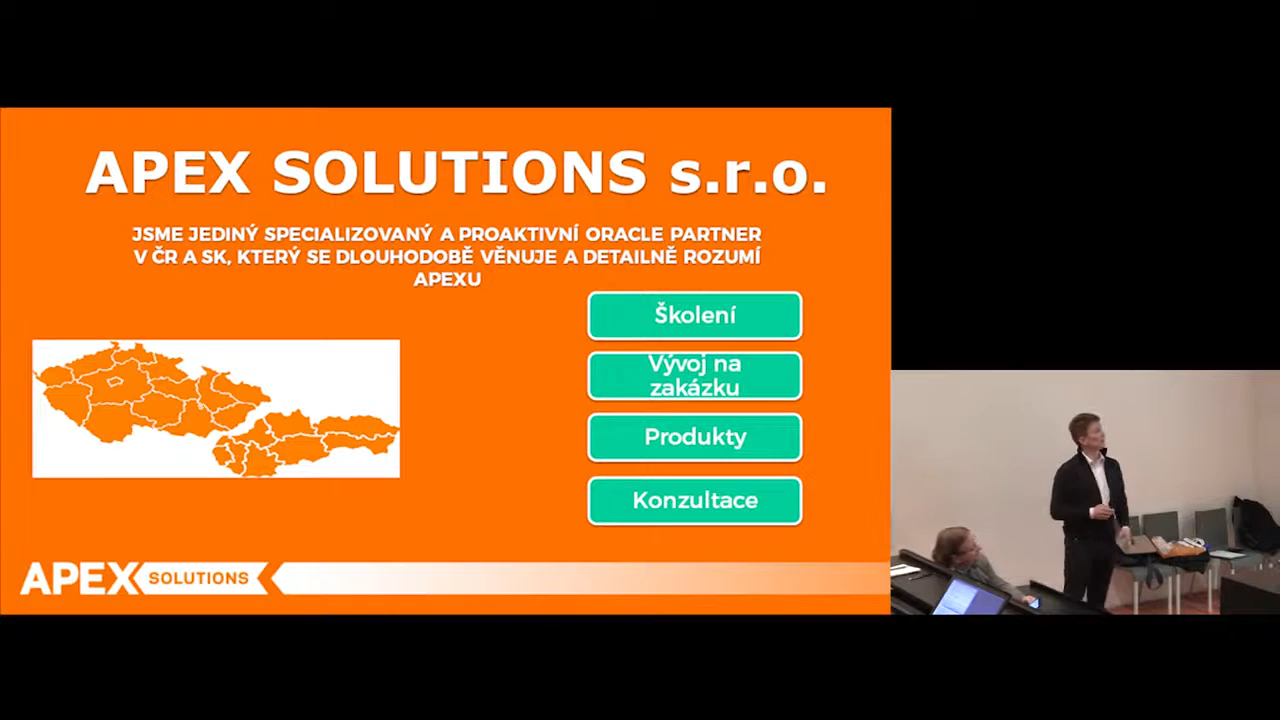 APEX SOLUTIONS s.r.o.
JSME JEDINÝ SPECIALIZOVANÝ A PROAKTIVNÍ ORACLE PARTNER
V ČR A SK, KTERÝ SE DLOUHODOBĚ VĚNUJE A DETAILNĚ ROZUMÍ
APEXU
Školení
Vývoj na
zakázku
Produkty
Konzultace
APEX SOLUTIONS